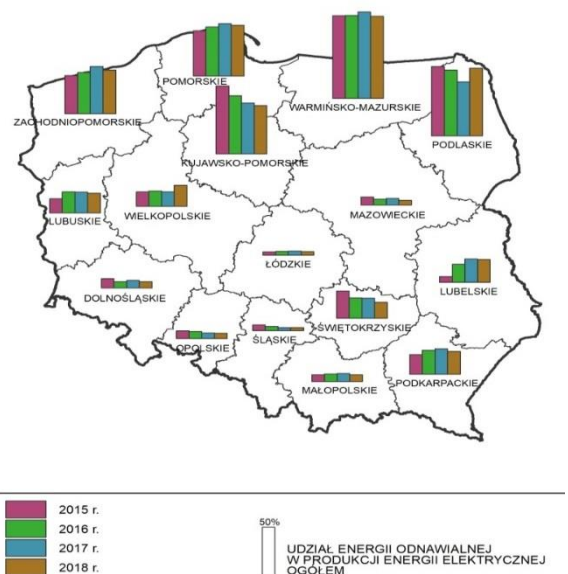 POMORSKIE
ZACHODNIOPOMORSKIE
WARMIŃSKO-MAZURSKIE
PODLASKIE
KUJAWSKO-POMORSKIE
LUBUSKIE
WIELKOPOLSKIE
MAZOWIECKIE
ŁÓDZKIE
LUBELSKIE
DOLNOŚLĄSKIE
ŚWIĘTOKRZYSKIE
OPOLSKIE
ŚLĄSKIE
PODKARPACKIE
MAŁOPOLSKIE
2015 r.
2016 r.
2017 r.
2018 r.
50%
UDZIAŁ ENERGII ODNAWIALNEJ
W PRODUKCJI ENERGII ELEKTRYCZNEJ
OGÓŁEM